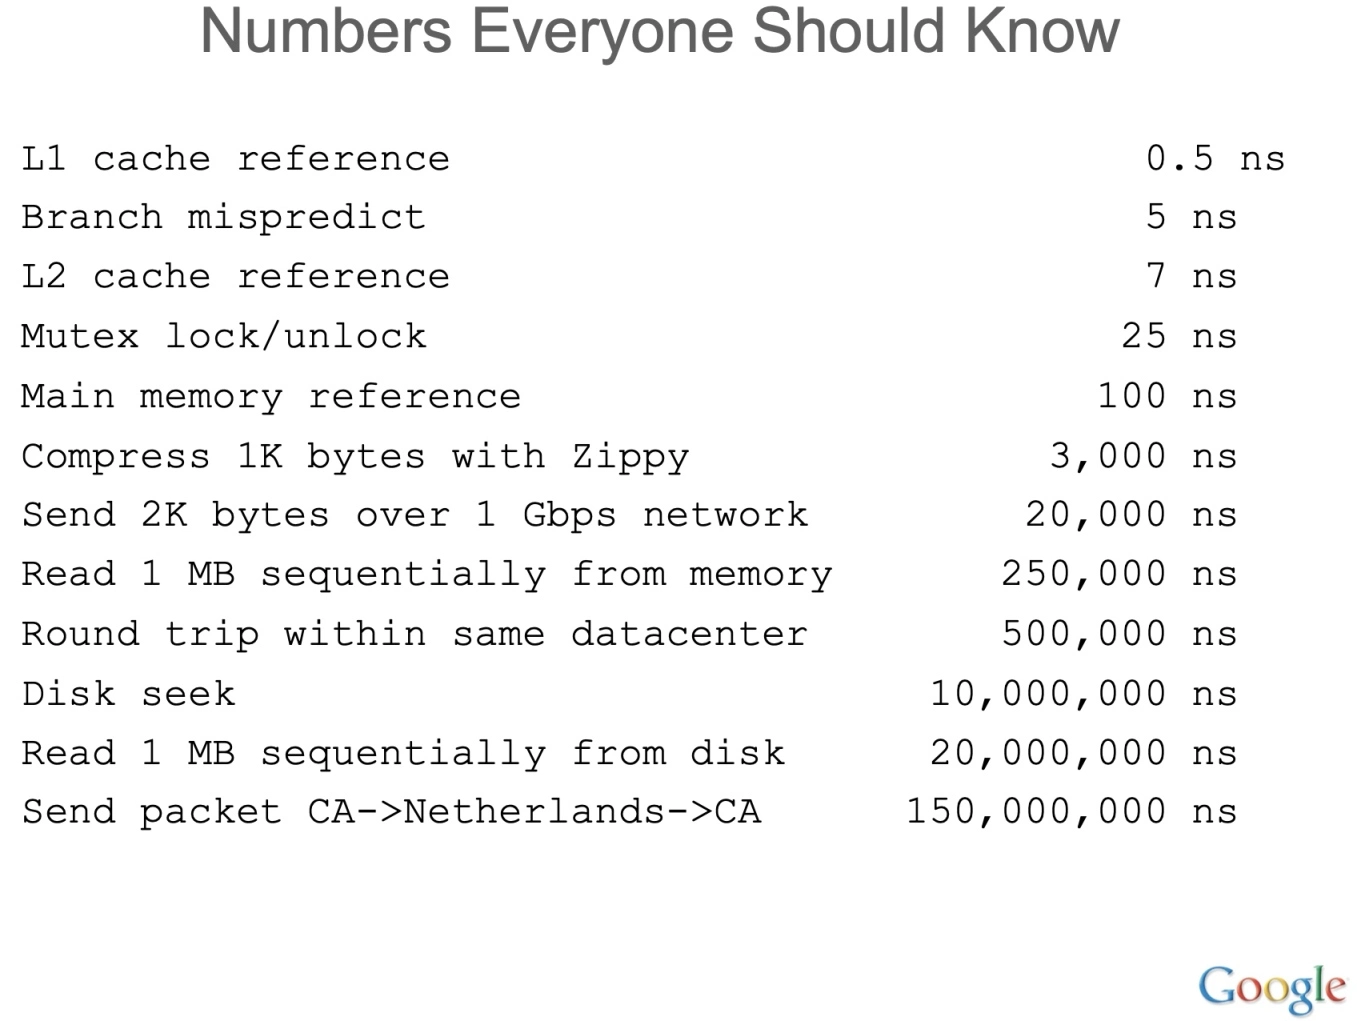 Numbers Everyone Should Know
L1 cache reference 0.5 ns
Branch mispredict 5 ns
L2 cache reference 7 ns
Mutex lock/unlock 25 ns
Main memory reference 100 ns
Compress 1K bytes with Zippy 3,000 ns
Send 2K bytes over 1 Gbps network 20,000 ns
Read 1 MB sequentially from memory 250,000 ns
Round trip within same datacenter 500,000 ns
Disk seek 10,000,000 ns
Read 1 MB sequentially from disk 20,000,000 ns
Send packet CA->Netherlands->CA 150,000,000 ns
Google